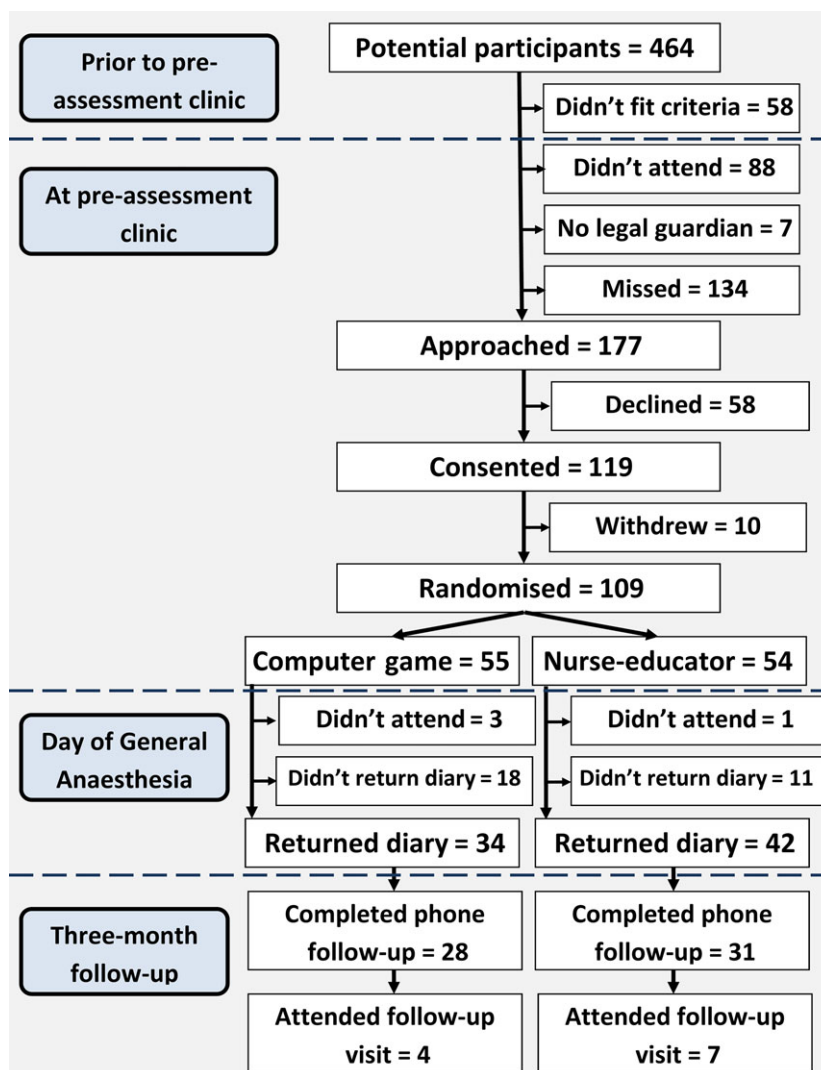 Prior to pre-
assessment clinic
Potential participants = 464
Didn't fit criteria = 58
At pre-assessment
clinic
Didn't attend = 88
No legal guardian = 7
Missed = 134
Approached = 177
Declined = 58
Consented = 119
Withdrew = 10
Randomised = 109
Computer game = 55
Nurse-educator = 54
Day of General
Anaesthesia
Didn't attend = 3
Didn't attend = 1
Didn't return diary = 18
Didn't return diary = 11
Returned diary = 34
Returned diary = 42
Three-month
follow-up
Completed phone
follow-up = 28
Completed phone
follow-up = 31
Attended follow-up
visit = 4
Attended follow-up
visit = 7